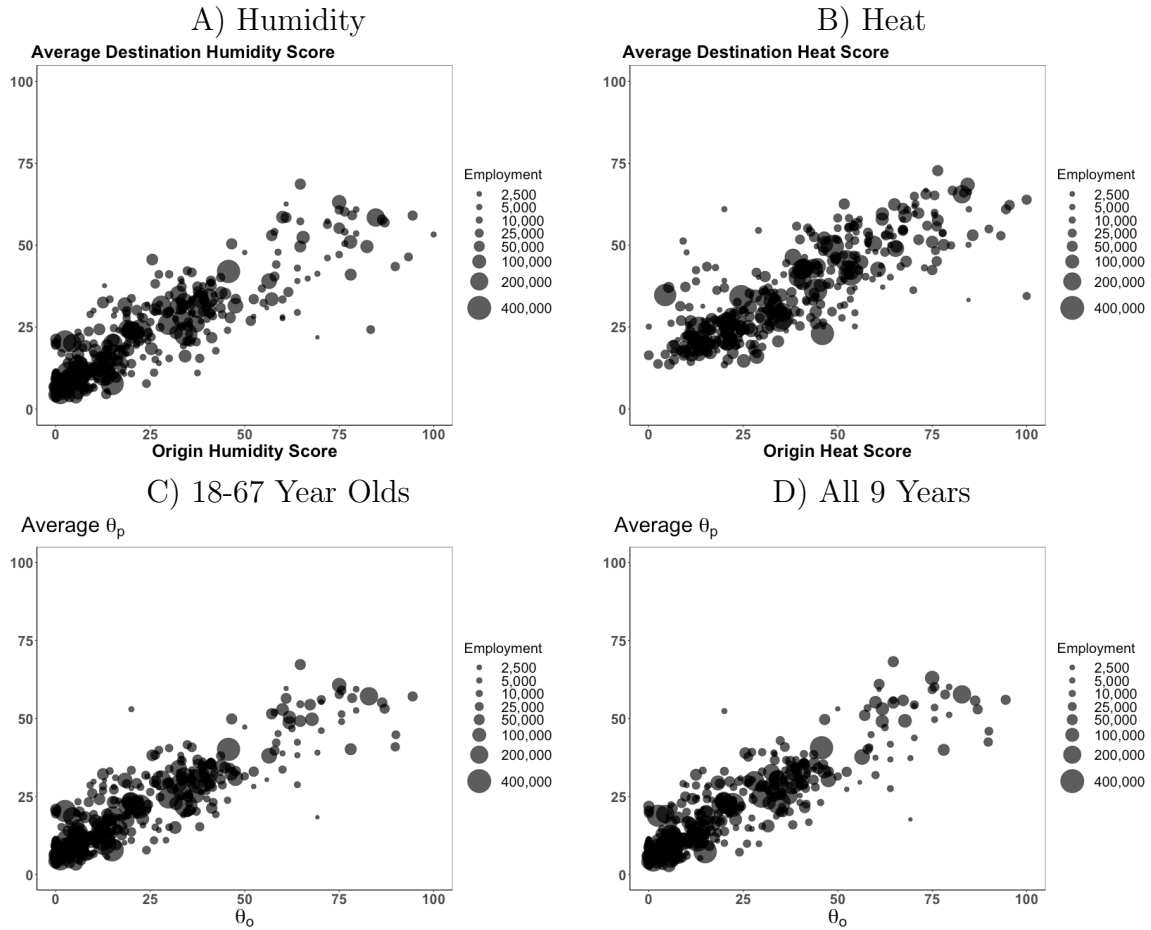 A) Humidity
Average Destination Humidity Score
100
75
50
25
0
0 25 50 75 100
Origin Humidity Score
Employment
2,500
5,000
10,000
25,000
50,000
100,000
200,000
400,000
B) Heat
Average Destination Heat Score
100
75
50
25
0
0 25 50 75 100
Origin Heat Score
Employment
2,500
5,000
10,000
25,000
50,000
100,000
200,000
400,000
C) 18-67 Year Olds
Average θp
100
75
50
25
0
0 25 50 75 100
θo
Employment
2,500
5,000
10,000
25,000
50,000
100,000
200,000
400,000
D) All 9 Years
Average θp
100
75
50
25
0
0 25 50 75 100
θo
Employment
2,500
5,000
10,000
25,000
50,000
100,000
200,000
400,000